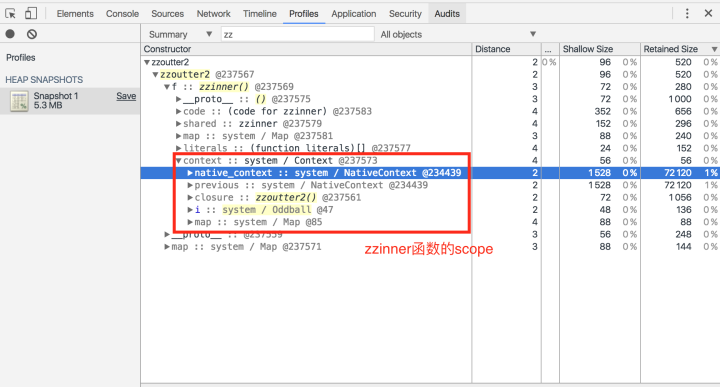 Elements Console Sources Network Timeline Profiles Application Security Audits
Summary ▼ zz All objects ▼
Profiles
HEAP SNAPSHOTS
Snapshot 1 Save
5.3 MB
Constructor Distance ... Shallow Size Retained Size ▼
▼zzoutter2 2 0 % 96 0 % 520 0 %
▼zzoutter2 @237567 2 96 0 % 520 0 %
▼f :: zzinner() @237569 3 72 0 % 280 0 %
▶__proto__ :: () @237575 3 72 0 % 1 000 0 %
▶code :: (code for zzinner) @237583 4 352 0 % 656 0 %
▶shared :: zzinner @237579 4 152 0 % 296 0 %
▶map :: system / Map @237581 3 88 0 % 240 0 %
▶literals :: (function literals)[] @237577 4 24 0 % 152 0 %
▼context :: system / Context @237573 4 56 0 % 56 0 %
▶native_context :: system / NativeContext @234439 2 1 528 0 % 72 120 1 %
▶previous :: system / NativeContext @234439 2 1 528 0 % 72 120 1 %
▶closure :: zzoutter2() @237561 2 72 0 % 1 056 0 %
▶i :: system / Oddball @47 2 48 0 % 136 0 %
▶map :: system / Map @85 4 88 0 % 88 0 %
▶__proto__ :: @237559 3 56 0 % 248 0 %
▶map :: system / Map @237571 3 88 0 % 144 0 %
zzinner函数的scope